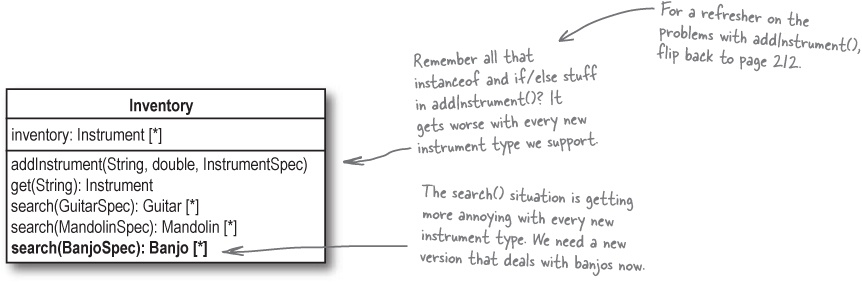 For a refresher on the
problems with addInstrument(),
flip back to page 212.
Remember all that
instanceof and if/else stuff
in addInstrument()? It
gets worse with every new
instrument type we support.
Inventory
inventory: Instrument [*]
addInstrument(String, double, InstrumentSpec)
get(String): Instrument
search(GuitarSpec): Guitar [*]
search(MandolinSpec): Mandolin [*]
search(BanjoSpec): Banjo [*]
The search() situation is getting
more annoying with every new
instrument type. We need a new
version that deals with banjos now.